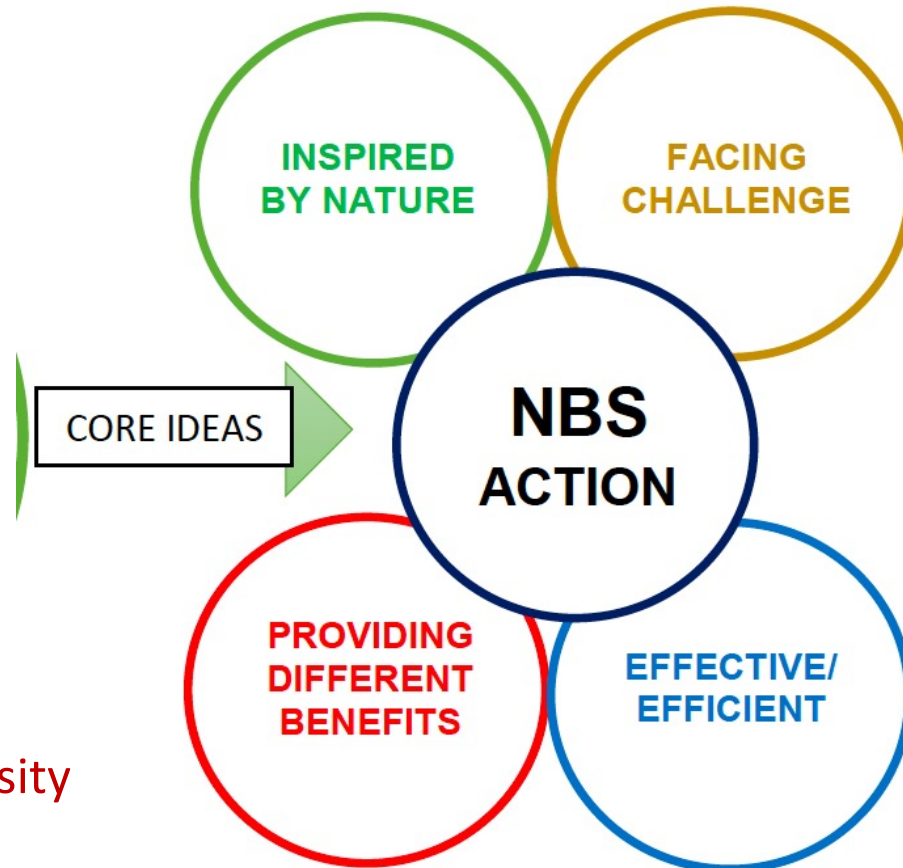 INSPIRED
BY NATURE
FACING
CHALLENGE
CORE IDEAS
NBS
ACTION
PROVIDING
DIFFERENT
BENEFITS
EFFECTIVE/
EFFICIENT
sity